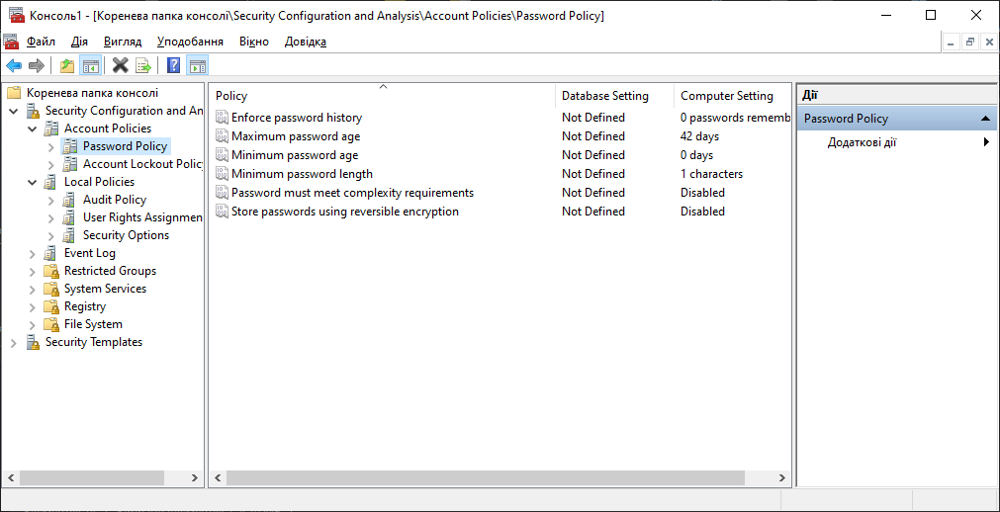 Консоль1 - [Коренева папка консолі\Security Configuration and Analysis\Account Policies\Password Policy]
Файл Дія Вигляд Уподобання Вікно Довідка
Коренева папка консолі
Security Configuration and An
Account Policies
Password Policy
Account Lockout Polic
Local Policies
Audit Policy
User Rights Assignmen
Security Options
Event Log
Restricted Groups
System Services
Registry
File System
Security Templates
Policy Database Setting Computer Setting
Enforce password history Not Defined 0 passwords rememb
Maximum password age Not Defined 42 days
Minimum password age Not Defined 0 days
Minimum password length Not Defined 1 characters
Password must meet complexity requirements Not Defined Disabled
Store passwords using reversible encryption Not Defined Disabled
Дії
Password Policy
Додаткові дії